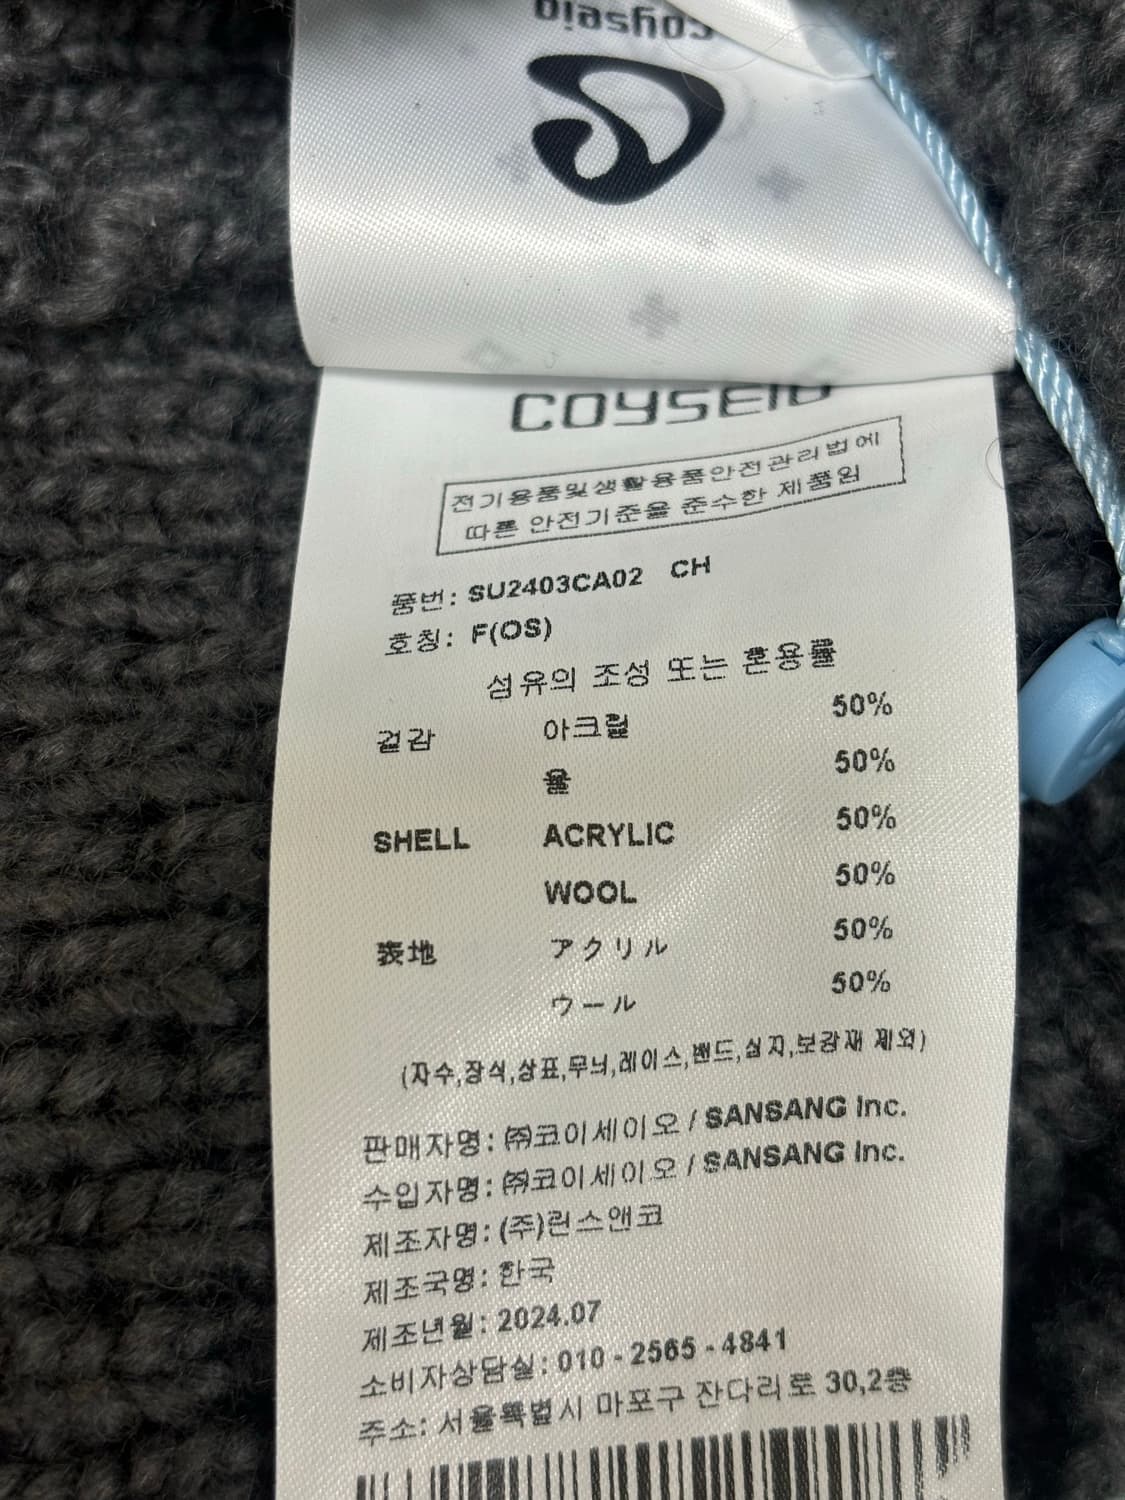 coyseio
COYSEIO
전기용품및생활용품안전관리법에
따른 안전기준을 준수한 제품임
품번: SU2403CA02 CH
호칭: F(OS)
섬유의 조성 또는 혼용률
겉감 아크릴 50%
울 50%
SHELL ACRYLIC 50%
WOOL 50%
表地 アクリル 50%
ウール 50%
(자수,장식,상표,무늬,레이스,밴드,심지,보강재 제외)
판매자명: ㈜코이세이오 / SANSANG Inc.
수입자명: ㈜코이세이오 / SANSANG Inc.
제조자명: (주)린스앤코
제조국명: 한국
제조년월: 2024.07
소비자상담실: 010 - 2565 - 4841
주소: 서울특별시 마포구 잔다리로 30,2층